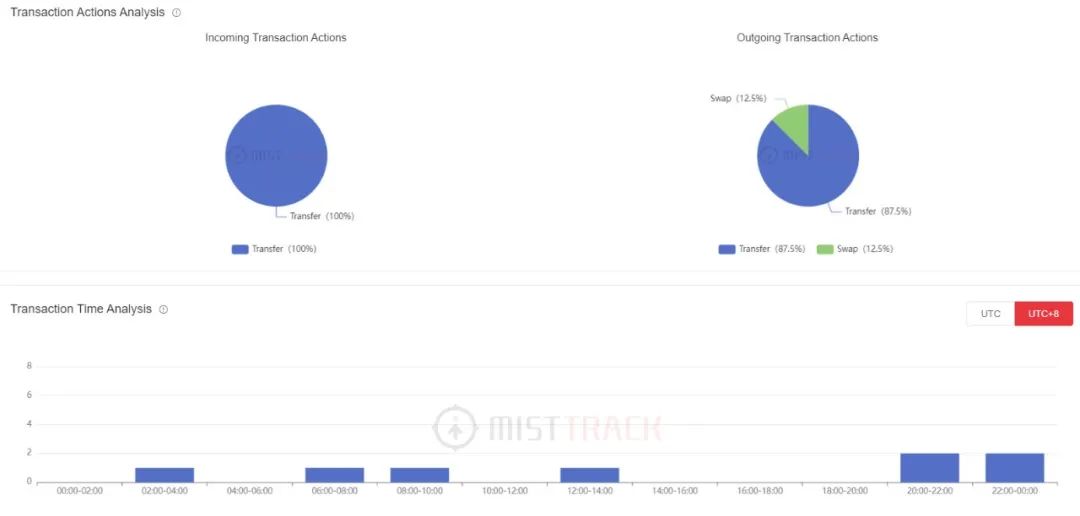 Transaction Actions Analysis
Incoming Transaction Actions
Outgoing Transaction Actions
Swap (12.5%)
MIST
Transfer (100%)
Transfer (87.5%)
Transfer (100%)
Transfer (87.5%) Swap (12.5%)
Transaction Time Analysis
UTC UTC+8
8
6
4
MISTTRACK
2
0
00:00-02:00 02:00-04:00 04:00-06:00 06:00-08:00 08:00-10:00 10:00-12:00 12:00-14:00 14:00-16:00 16:00-18:00 18:00-20:00 20:00-22:00 22:00-00:00